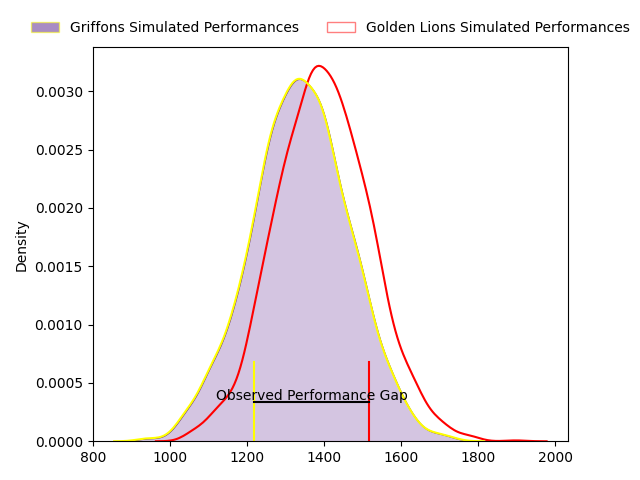 Griffons Simulated Performances
Golden Lions Simulated Performances
0.0030
0.0025
0.0020
0.0015
0.0010
0.0005
0.0000
Density
Observed Performance Gap
800 1000 1200 1400 1600 1800 2000